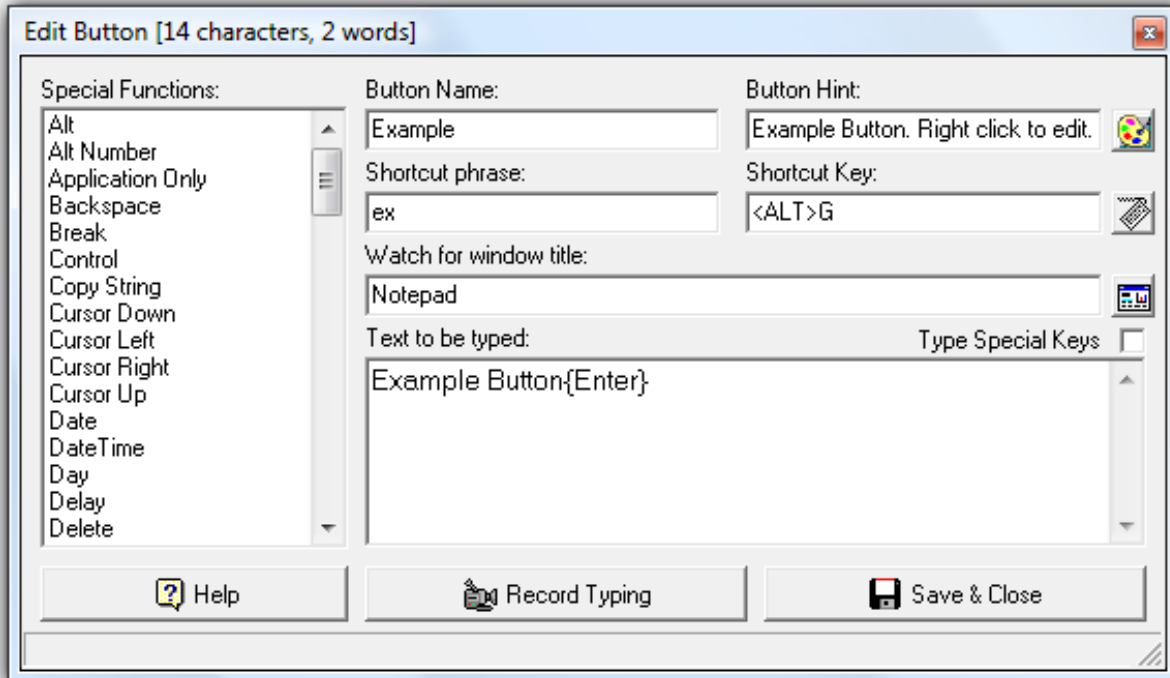 Edit Button [14 characters, 2 words]
Special Functions:
Alt
Alt Number
Application Only
Backspace
Break
Control
Copy String
Cursor Down
Cursor Left
Cursor Right
Cursor Up
Date
DateTime
Day
Delay
Delete
Button Name:
Example
Button Hint:
Example Button. Right click to edit.
Shortcut phrase:
ex
Shortcut Key:
<ALT>G
Watch for window title:
Notepad
Text to be typed:
Type Special Keys
Example Button{Enter}
Help
Record Typing
Save & Close